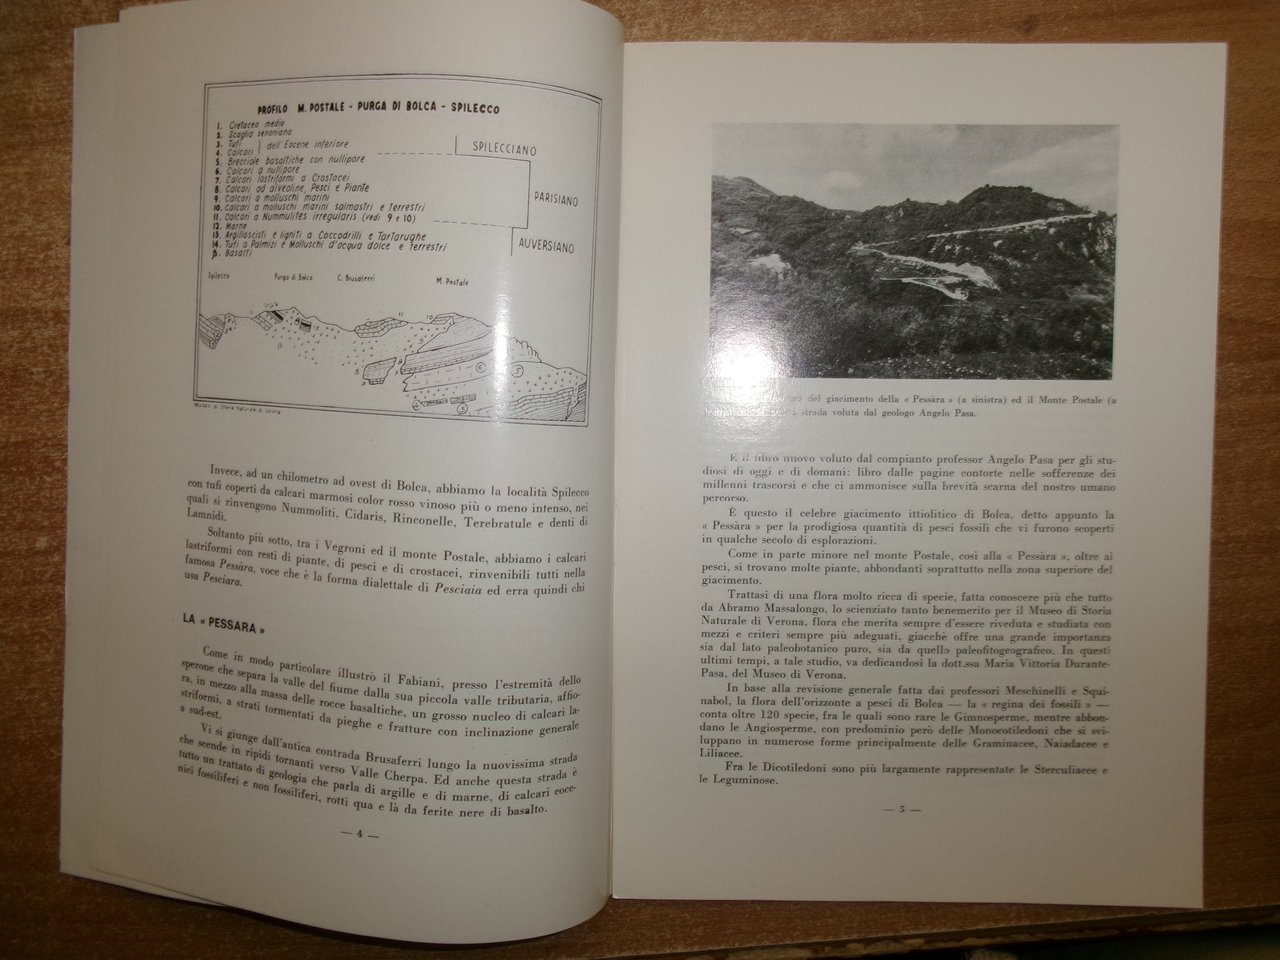 PROFILO M. POSTALE - PURGA DI BOLCA - SPILECCO
1. Cretaceo medio
2. Scaglia senoniana
3. Tufi
4. Calcari
dell'Eocene inferiore
5. Brecciole basaltiche con nullipore
6. Calcari a nullipore
7. Calcari lastriformi a Crostacei
8. Calcari ad alveoline, Pesci e Piante
9. Calcari a molluschi marini
10. Calcari a molluschi marini salmastri e terrestri
11. Calcari a Nummulites irregularis (vedi 9 e 10)
12. Marne
13. Argilloscisti e ligniti a Coccodrilli e Tartarughe
14. Tufi a Palmizi e Molluschi d'acqua dolce e terrestri
Basalti
SPILECCIANO
PARISIANO
AUVERSIANO
Spilecco Purga di Bolca C. Brusaferri M. Postale
Museo di Storia Naturale di Verona
Invece, ad un chilometro ad ovest di Bolca, abbiamo la località Spilecco
con tufi coperti da calcari marmosi color rosso vinoso più o meno intenso, nei
quali si rinvengono Nummoliti, Cidaris, Rinconelle, Terebratule e denti di
Lamnidi.
Soltanto più sotto, tra i Vegroni ed il monte Postale, abbiamo i calcari
lastriformi con resti di piante, di pesci e di crostacei, rinvenibili tutti nella
famosa Pessàra, voce che è la forma dialettale di Pesciaia ed erra quindi chi
usa Pesciara.
LA « PESSARA »
Come in modo particolare illustrò il Fabiani, presso l'estremità dello
sperone che separa la valle del fiume dalla sua piccola valle tributaria, affio-
ra, in mezzo alla massa delle rocce basaltiche, un grosso nucleo di calcari la-
striformi, a strati tormentati da pieghe e fratture con inclinazione generale
a sud-est.
Vi si giunge dall'antica contrada Brusaferri lungo la nuovissima strada
che scende in ripidi tornanti verso Valle Cherpa. Ed anche questa strada è
tutto un trattato di geologia che parla di argille e di marne, di calcari eoce-
nici fossiliferi e non fossiliferi, rotti qua e là da ferite nere di basalto.
— 4 —
del giacimento della « Pessàra » (a sinistra) ed il Monte Postale (a
strada voluta dal geologo Angelo Pasa.
È il libro nuovo voluto dal compianto professor Angelo Pasa per gli stu-
diosi di oggi e di domani: libro dalle pagine contorte nelle sofferenze dei
millenni trascorsi e che ci ammonisce sulla brevità scarna del nostro umano
percorso.
È questo il celebre giacimento ittiolitico di Bolca, detto appunto la
« Pessàra » per la prodigiosa quantità di pesci fossili che vi furono scoperti
in qualche secolo di esplorazioni.
Come in parte minore nel monte Postale, così alla « Pessàra », oltre ai
pesci, si trovano molte piante, abbondanti soprattutto nella zona superiore del
giacimento.
Trattasi di una flora molto ricca di specie, fatta conoscere più che tutto
da Abramo Massalongo, lo scienziato tanto benemerito per il Museo di Storia
Naturale di Verona, flora che merita sempre d'essere riveduta e studiata con
mezzi e criteri sempre più adeguati, giacchè offre una grande importanza
sia dal lato paleobotanico puro, sia da quello paleofitogeografico. In questi
ultimi tempi, a tale studio, va dedicandosi la dott.ssa Maria Vittoria Durante-
Pasa, del Museo di Verona.
In base alla revisione generale fatta dai professori Meschinelli e Squi-
nabol, la flora dell'orizzonte a pesci di Bolca — la « regina dei fossili » —
conta oltre 120 specie, fra le quali sono rare le Gimnosperme, mentre abbon-
dano le Angiosperme, con predominio però delle Monocotiledoni che si svi-
luppano in numerose forme principalmente delle Graminacee, Naiadacee e
Liliacee.
Fra le Dicotiledoni sono più largamente rappresentate le Sterculiacee e
le Leguminose.
— 5 —